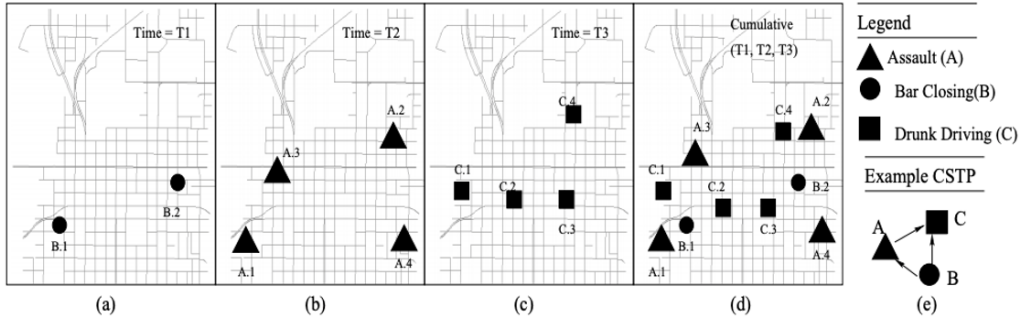 Time = T1
B.2
B.1
(a)
Time = T2
A.2
A.3
A.1
A.4
(b)
Time = T3
C.4
C.1
C.2
C.3
(c)
Cumulative
(T1, T2, T3)
C.4
A.2
A.3
C.1
C.2
B.2
C.3
B.1
A.1
A.4
(d)
Legend
Assault (A)
Bar Closing(B)
Drunk Driving (C)
Example CSTP
A
C
B
(e)